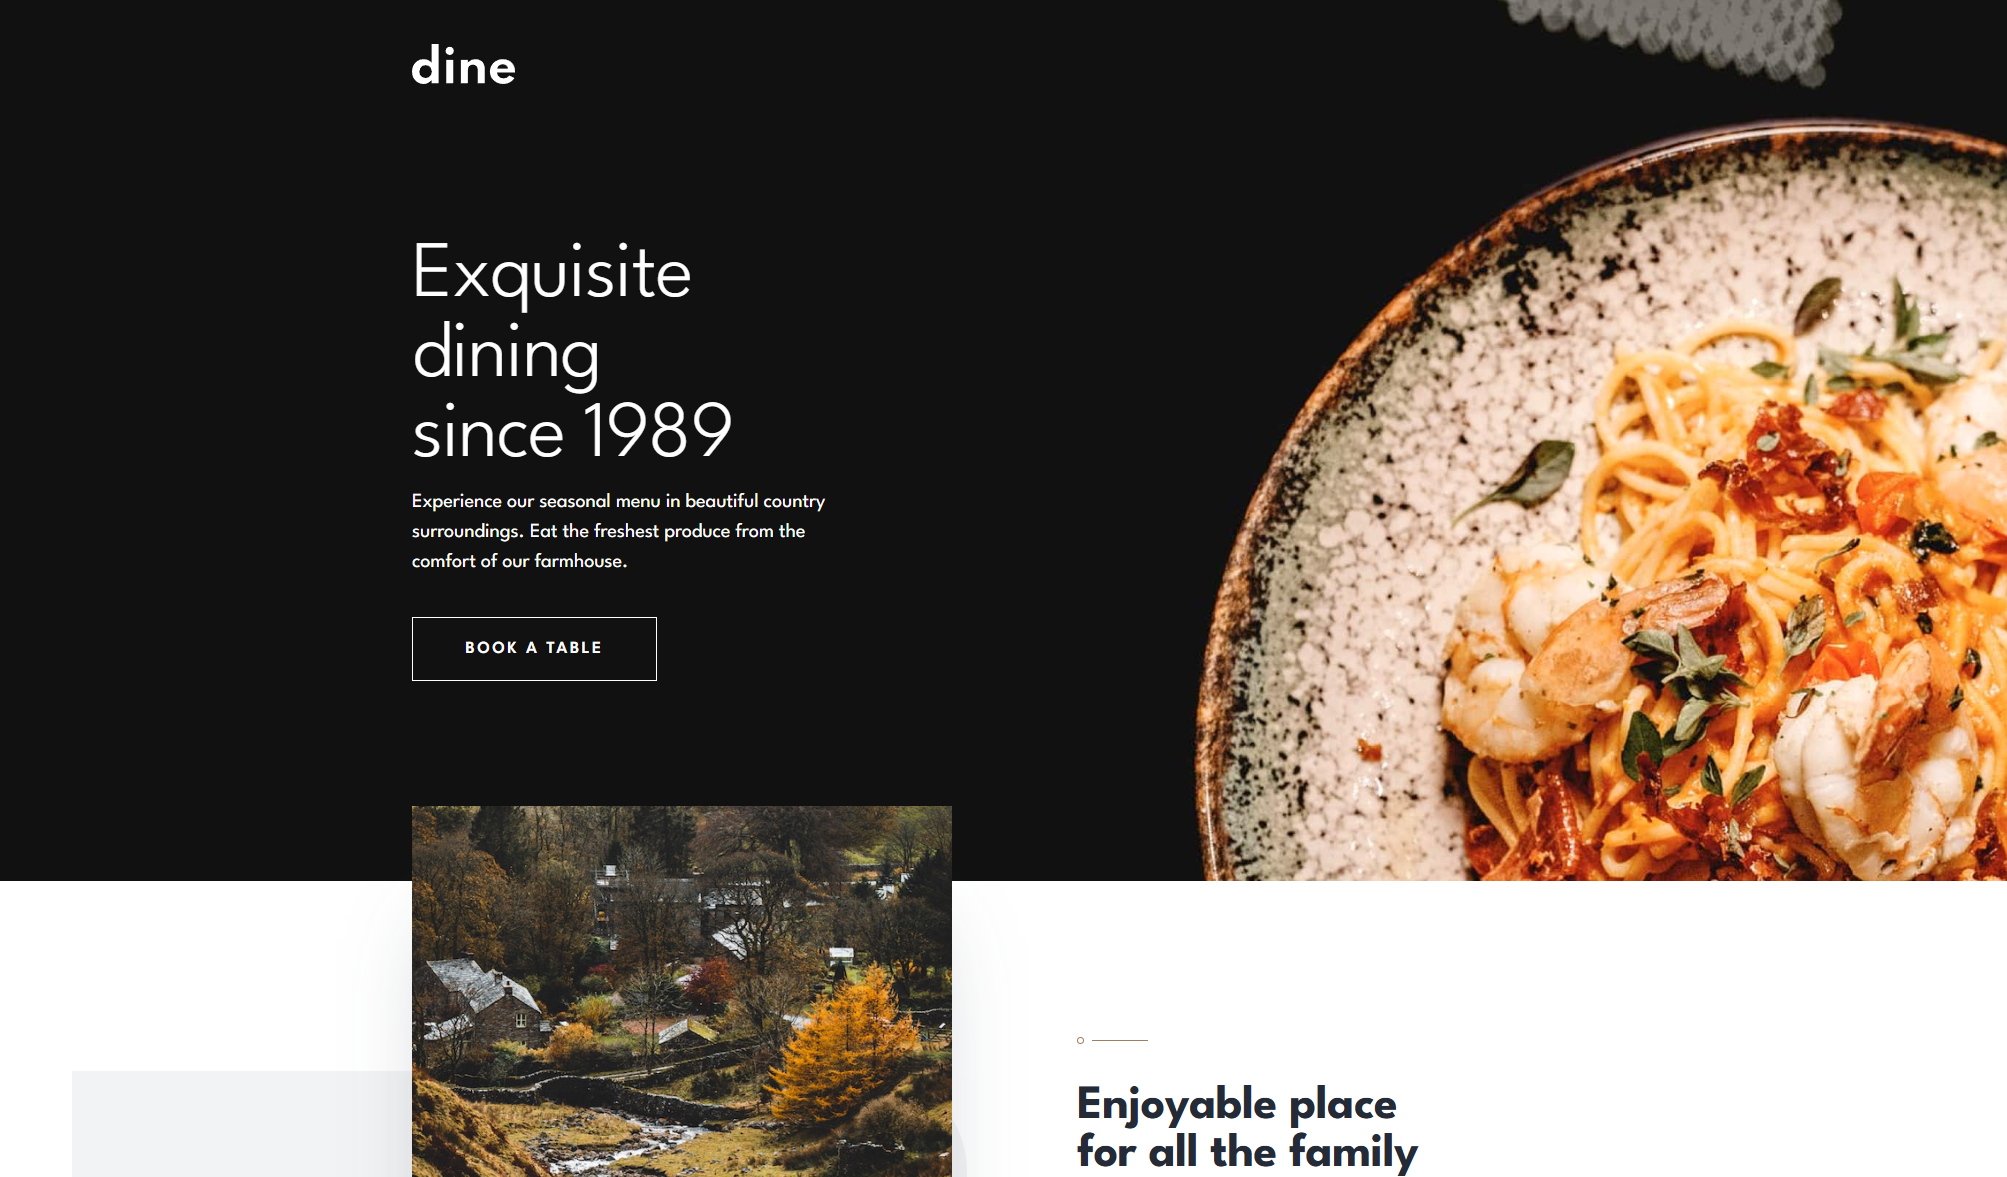 dine
Exquisite
dining
since 1989
Experience our seasonal menu in beautiful country
surroundings. Eat the freshest produce from the
comfort of our farmhouse.
BOOK A TABLE
Enjoyable place
for all the family